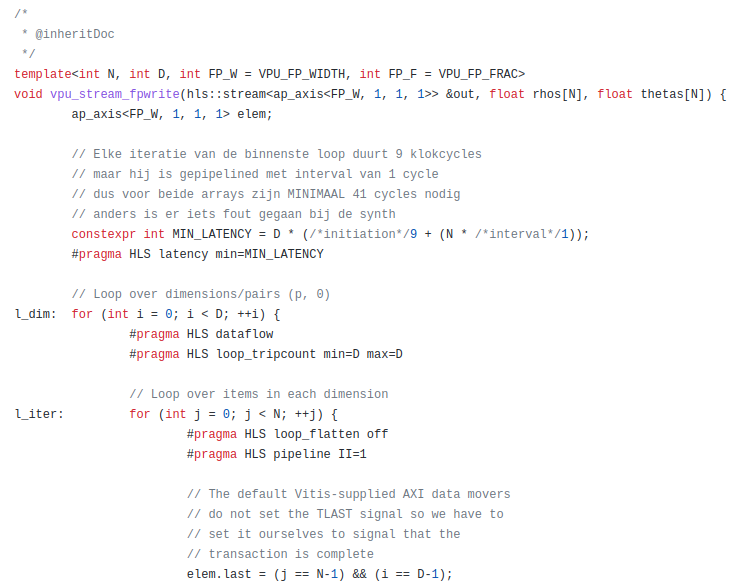 /*
 * @inheritDoc
 */
template<int N, int D, int FP_W = VPU_FP_WIDTH, int FP_F = VPU_FP_FRAC>
void vpu_stream_fpwrite(hls::stream<ap_axis<FP_W, 1, 1, 1>> &out, float rhos[N], float thetas[N]) {
        ap_axis<FP_W, 1, 1, 1> elem;

        // Elke iteratie van de binnenste loop duurt 9 klokcycles
        // maar hij is gepipelined met interval van 1 cycle
        // dus voor beide arrays zijn MINIMAAL 41 cycles nodig
        // anders is er iets fout gegaan bij de synth
        constexpr int MIN_LATENCY = D * (/*initiation*/9 + (N * /*interval*/1));
        #pragma HLS latency min=MIN_LATENCY

        // Loop over dimensions/pairs (p, 0)
l_dim:  for (int i = 0; i < D; ++i) {
                #pragma HLS dataflow
                #pragma HLS loop_tripcount min=D max=D

                // Loop over items in each dimension
l_iter:         for (int j = 0; j < N; ++j) {
                        #pragma HLS loop_flatten off
                        #pragma HLS pipeline II=1

                        // The default Vitis-supplied AXI data movers
                        // do not set the TLAST signal so we have to
                        // set it ourselves to signal that the
                        // transaction is complete
                        elem.last = (j == N-1) && (i == D-1);